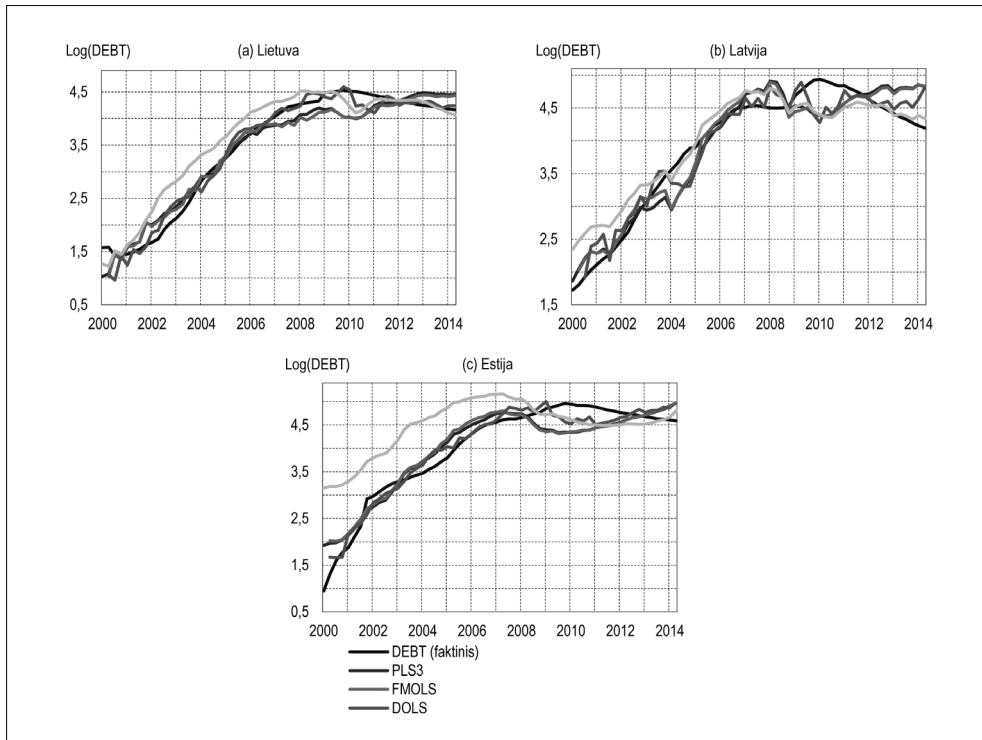 Log(DEBT) (a) Lietuva
4,5
3,5
2,5
1,5
0,5
2000 2002 2004 2006 2008 2010 2012 2014
Log(DEBT) (b) Latvija
4,5
3,5
2,5
1,5
2000 2002 2004 2006 2008 2010 2012 2014
Log(DEBT) (c) Estija
4,5
3,5
2,5
1,5
0,5
2000 2002 2004 2006 2008 2010 2012 2014
DEBT (faktinis)
PLS3
FMOLS
DOLS